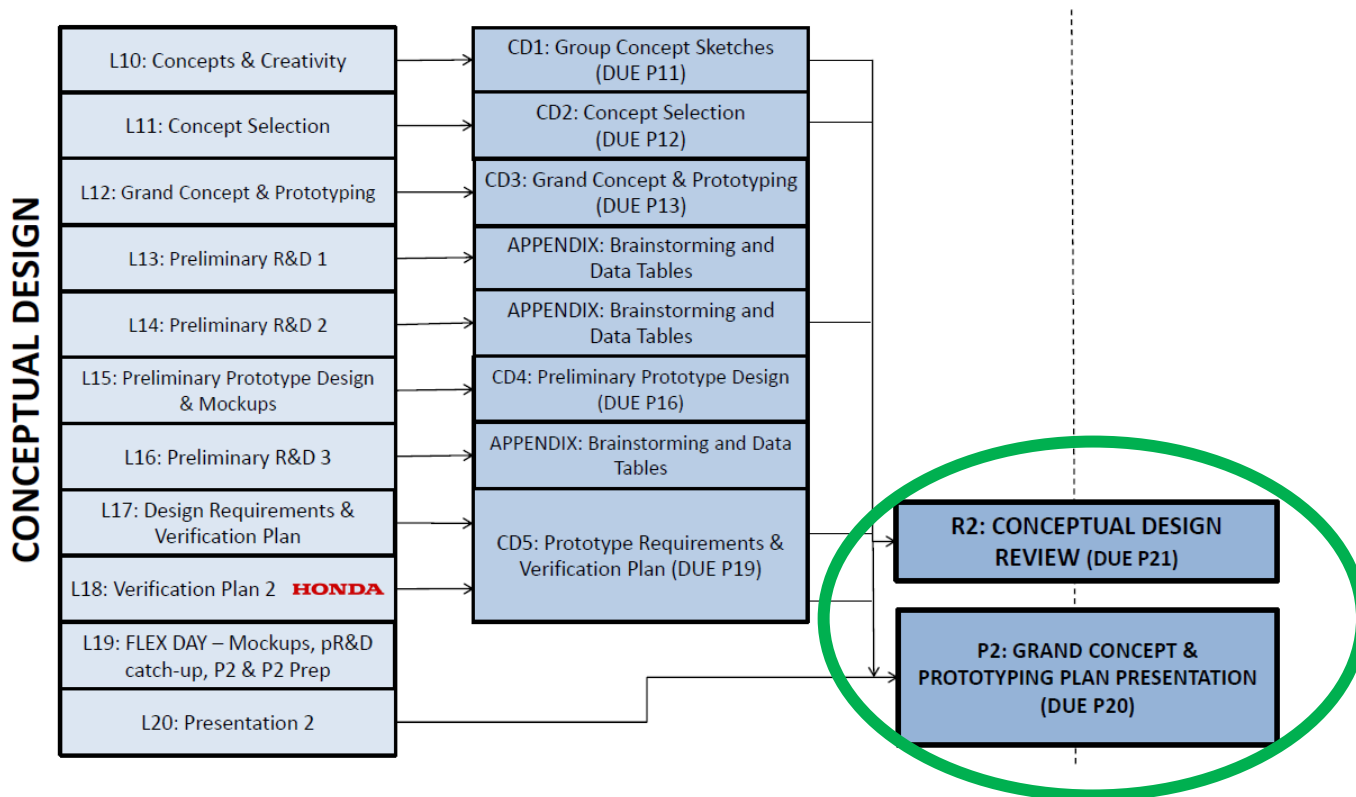 CONCEPTUAL DESIGN
L10: Concepts & Creativity
L11: Concept Selection
L12: Grand Concept & Prototyping
L13: Preliminary R&D 1
L14: Preliminary R&D 2
L15: Preliminary Prototype Design
& Mockups
L16: Preliminary R&D 3
L17: Design Requirements &
Verification Plan
L18: Verification Plan 2 HONDA
L19: FLEX DAY – Mockups, pR&D
catch-up, P2 & P2 Prep
L20: Presentation 2
CD1: Group Concept Sketches
(DUE P11)
CD2: Concept Selection
(DUE P12)
CD3: Grand Concept & Prototyping
(DUE P13)
APPENDIX: Brainstorming and
Data Tables
APPENDIX: Brainstorming and
Data Tables
CD4: Preliminary Prototype Design
(DUE P16)
APPENDIX: Brainstorming and Data
Tables
CD5: Prototype Requirements &
Verification Plan (DUE P19)
R2: CONCEPTUAL DESIGN
REVIEW (DUE P21)
P2: GRAND CONCEPT &
PROTOTYPING PLAN PRESENTATION
(DUE P20)